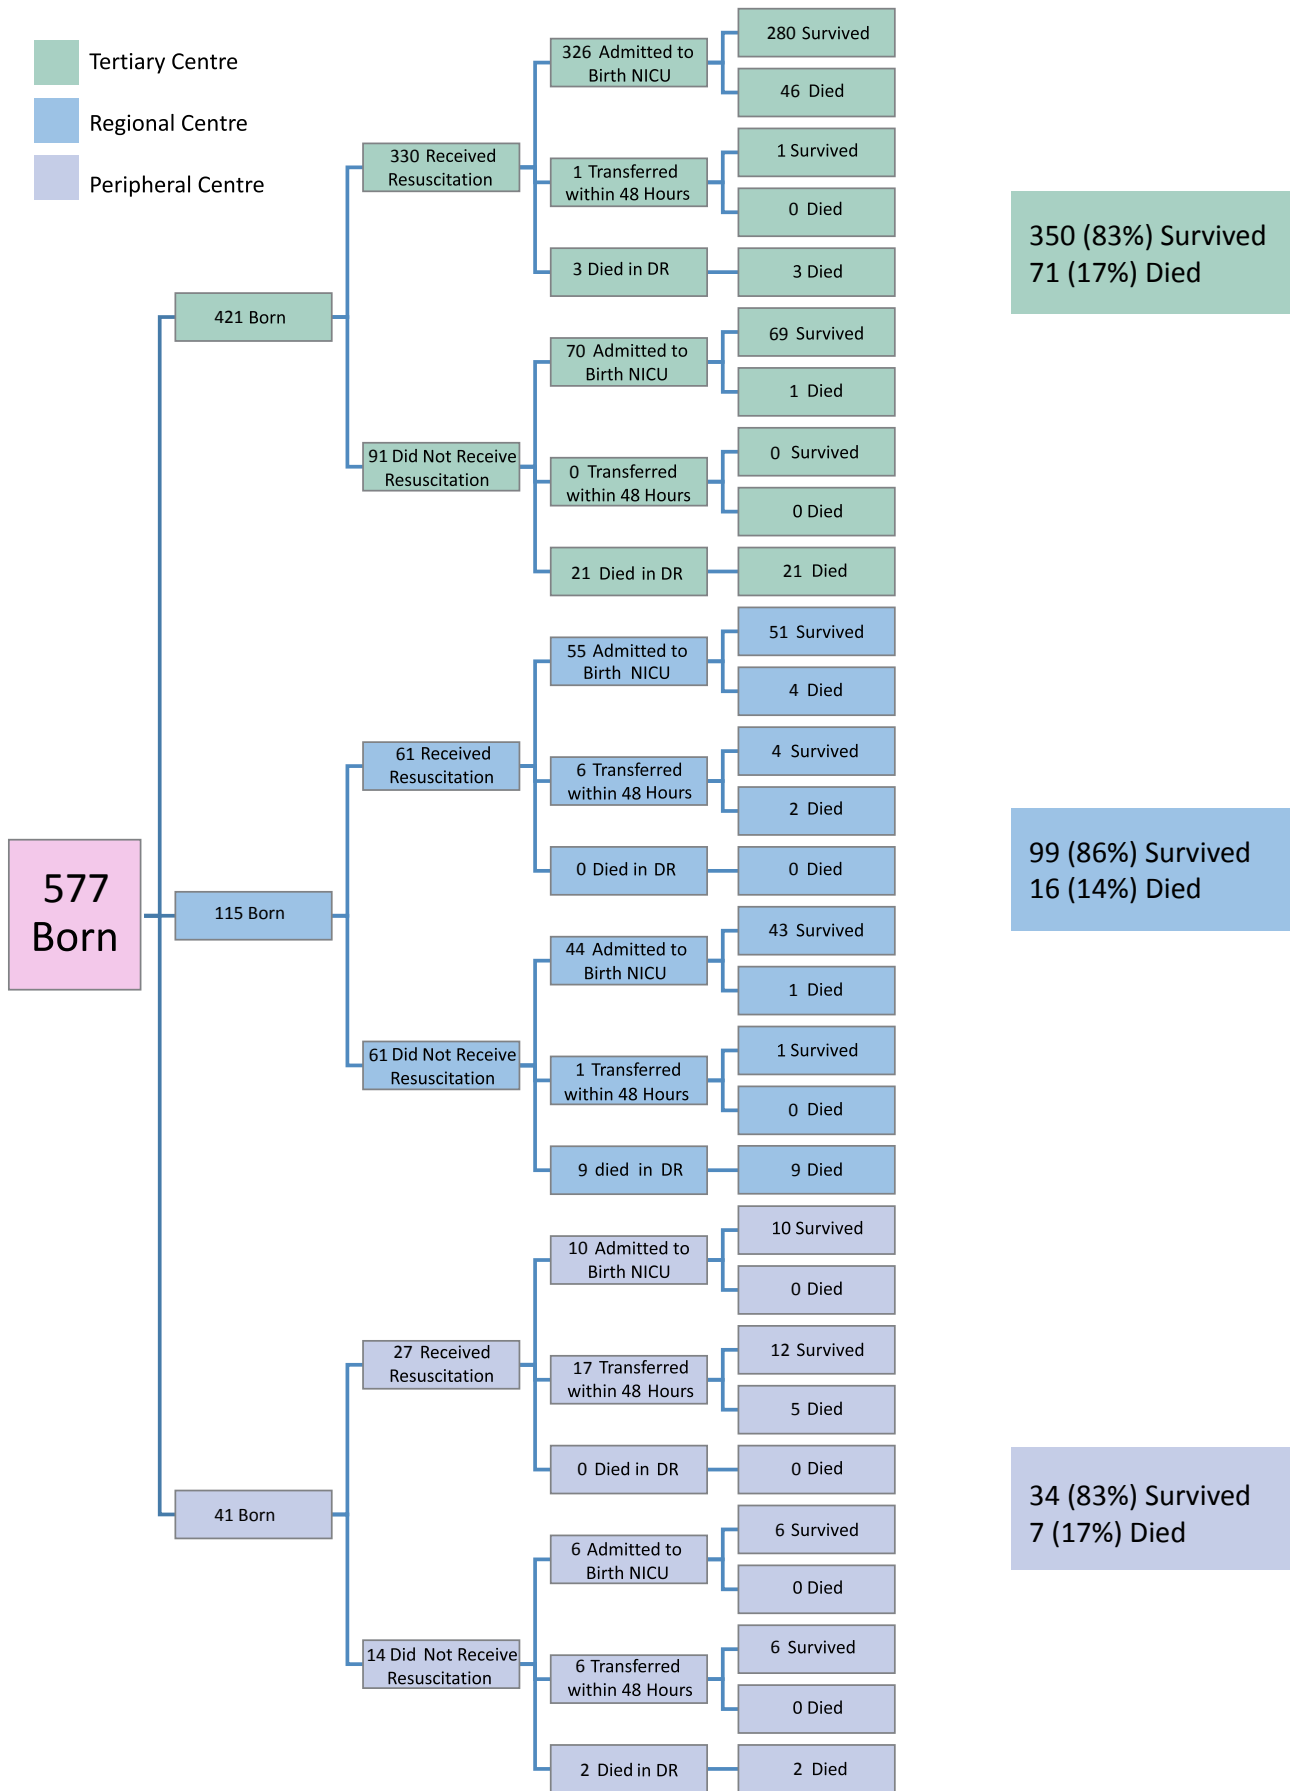 Tertiary Centre
Regional Centre
Peripheral Centre
577
Born
421 Born
330 Received
Resuscitation
326 Admitted to
Birth NICU
280 Survived
46 Died
1 Transferred
within 48 Hours
1 Survived
0 Died
3 Died in DR
3 Died
91 Did Not Receive
Resuscitation
70 Admitted to
Birth NICU
69 Survived
1 Died
0 Transferred
within 48 Hours
0 Survived
0 Died
21 Died in DR
21 Died
350 (83%) Survived
71 (17%) Died
115 Born
61 Received
Resuscitation
55 Admitted to
Birth NICU
51 Survived
4 Died
6 Transferred
within 48 Hours
4 Survived
2 Died
0 Died in DR
0 Died
61 Did Not Receive
Resuscitation
44 Admitted to
Birth NICU
43 Survived
1 Died
1 Transferred
within 48 Hours
1 Survived
0 Died
9 died in DR
9 Died
99 (86%) Survived
16 (14%) Died
41 Born
27 Received
Resuscitation
10 Admitted to
Birth NICU
10 Survived
0 Died
17 Transferred
within 48 Hours
12 Survived
5 Died
0 Died in DR
0 Died
14 Did Not Receive
Resuscitation
6 Admitted to
Birth NICU
6 Survived
0 Died
6 Transferred
within 48 Hours
6 Survived
0 Died
2 Died in DR
2 Died
34 (83%) Survived
7 (17%) Died